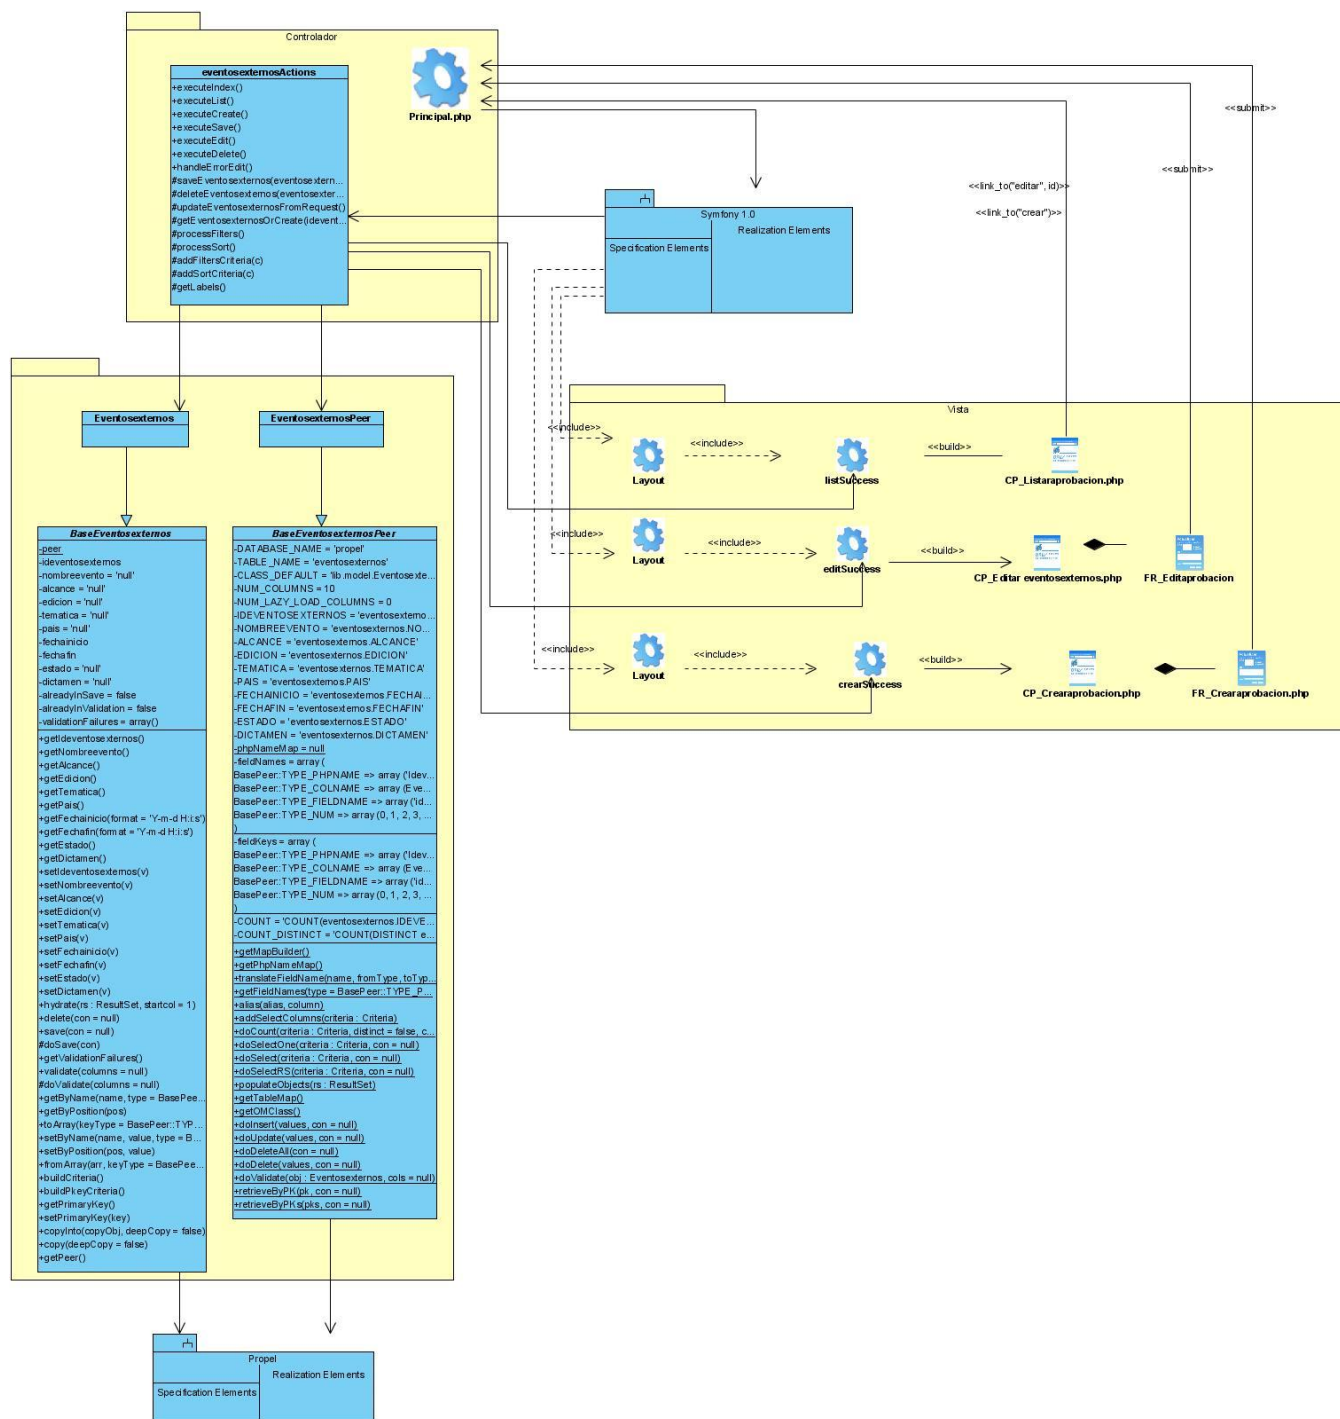 Controlador
eventosexternosActions
+executeIndex()
+executeList()
+executeCreate()
+executeSave()
+executeEdit()
+executeDelete()
+handleErrorEdit()
#saveEventosexternos(eventosextern...
#deleteEventosexternos(eventosexter...
#updateEventosexternosFromRequest()
#getEventosexternosOrCreate(idevent...
#processFilters()
#processSort()
#addFiltersCriteria(c)
#addSortCriteria(c)
#getLabels()
Principal.php
<<submit>>
<<submit>>
<<link_to("editar", id)>>
<<link_to("crear")>>
Symfony 1.0
Specification Elements
Realization Elements
Eventosexternos
EventosexternosPeer
BaseEventosexternos
-peer
-ideventosexternos
-nombreevento = 'null'
-alcance = 'null'
-edicion = 'null'
-tematica = 'null'
-pais = 'null'
-fechainicio
-fechafin
-estado = 'null'
-dictamen = 'null'
-alreadyInSave = false
-alreadyInValidation = false
-validationFailures = array()
+getIdeventosexternos()
+getNombreevento()
+getAlcance()
+getEdicion()
+getTematica()
+getPais()
+getFechainicio(format = 'Y-m-d H:i:s')
+getFechafin(format = 'Y-m-d H:i:s')
+getEstado()
+getDictamen()
+setIdeventosexternos(v)
+setNombreevento(v)
+setAlcance(v)
+setEdicion(v)
+setTematica(v)
+setPais(v)
+setFechainicio(v)
+setFechafin(v)
+setEstado(v)
+setDictamen(v)
+hydrate(rs : ResultSet, startcol = 1)
+delete(con = null)
+save(con = null)
#doSave(con)
+getValidationFailures()
+validate(columns = null)
#doValidate(columns = null)
+getByName(name, type = BasePee...
+getByPosition(pos)
+toArray(keyType = BasePeer::TYP...
+setByName(name, value, type = B...
+setByPosition(pos, value)
+fromArray(arr, keyType = BasePee...
+buildCriteria()
+buildPkeyCriteria()
+getPrimaryKey()
+setPrimaryKey(key)
+copyInto(copyObj, deepCopy = false)
+copy(deepCopy = false)
+getPeer()
BaseEventosexternosPeer
-DATABASE_NAME = 'propel'
-TABLE_NAME = 'eventosexternos'
-CLASS_DEFAULT = 'lib.model.Eventosexte...
-NUM_COLUMNS = 10
-NUM_LAZY_LOAD_COLUMNS = 0
-IDEVENTOSEXTERNOS = 'eventosexterno...
-NOMBREEVENTO = 'eventosexternos.NO...
-ALCANCE = 'eventosexternos.ALCANCE'
-EDICION = 'eventosexternos.EDICION'
-TEMATICA = 'eventosexternos.TEMATICA'
-PAIS = 'eventosexternos.PAIS'
-FECHAINICIO = 'eventosexternos.FECHAI...
-FECHAFIN = 'eventosexternos.FECHAFIN'
-ESTADO = 'eventosexternos.ESTADO'
-DICTAMEN = 'eventosexternos.DICTAMEN'
-phpNameMap = null
-fieldNames = array (
BasePeer::TYPE_PHPNAME => array ('Idev...
BasePeer::TYPE_COLNAME => array (Eve...
BasePeer::TYPE_FIELDNAME => array ('id...
BasePeer::TYPE_NUM => array (0, 1, 2, 3, ...
)
-fieldKeys = array (
BasePeer::TYPE_PHPNAME => array ('Idev...
BasePeer::TYPE_COLNAME => array (Eve...
BasePeer::TYPE_FIELDNAME => array ('id...
BasePeer::TYPE_NUM => array (0, 1, 2, 3, ...
)
-COUNT = 'COUNT(eventosexternos.IDEVE...
-COUNT_DISTINCT = 'COUNT(DISTINCT e...
+getMapBuilder()
+getPhpNameMap()
+translateFieldName(name, fromType, toTyp...
+getFieldNames(type = BasePeer::TYPE_P...
+alias(alias, column)
+addSelectColumns(criteria : Criteria)
+doCount(criteria : Criteria, distinct = false, c...
+doSelectOne(criteria : Criteria, con = null)
+doSelect(criteria : Criteria, con = null)
+doSelectRS(criteria : Criteria, con = null)
+populateObjects(rs : ResultSet)
+getTableMap()
+getOMClass()
+doInsert(values, con = null)
+doUpdate(values, con = null)
+doDeleteAll(con = null)
+doDelete(values, con = null)
+doValidate(obj : Eventosexternos, cols = null)
+retrieveByPK(pk, con = null)
+retrieveByPKs(pks, con = null)
Vista
<<include>>
Layout
<<include>>
listSuccess
<<build>>
CP_Listaraprobacion.php
<<include>>
Layout
<<include>>
editSuccess
<<build>>
CP_Editar eventosexternos.php
FR_Editaprobacion
<<include>>
Layout
<<include>>
crearSuccess
<<build>>
CP_Crearaprobacion.php
FR_Crearaprobacion.php
Propel
Specification Elements
Realization Elements